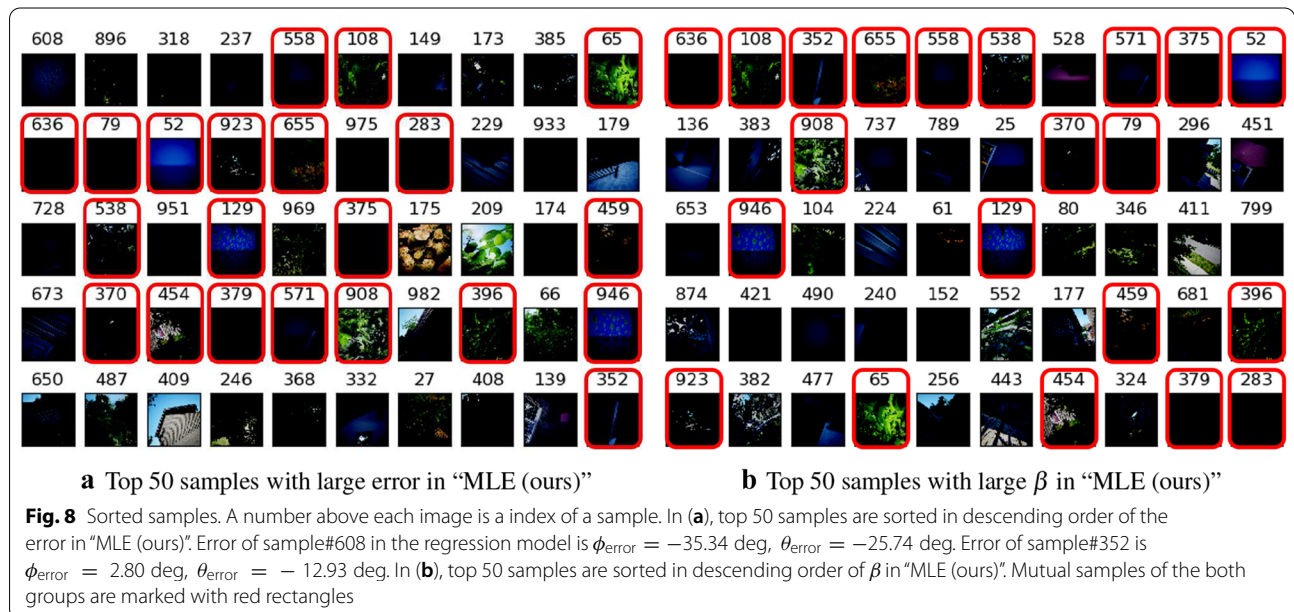 608 896 318 237 558 108 149 173 385 65
636 79 52 923 655 975 283 229 933 179
728 538 951 129 969 375 175 209 174 459
673 370 454 379 571 908 982 396 66 946
650 487 409 246 368 332 27 408 139 352
a Top 50 samples with large error in “MLE (ours)”
636 108 352 655 558 538 528 571 375 52
136 383 908 737 789 25 370 79 296 451
653 946 104 224 61 129 80 346 411 799
874 421 490 240 152 552 177 459 681 396
923 382 477 65 256 443 454 324 379 283
b Top 50 samples with large β in “MLE (ours)”
Fig. 8 Sorted samples. A number above each image is a index of a sample. In (a), top 50 samples are sorted in descending order of the
error in “MLE (ours)”. Error of sample#608 in the regression model is ϕerror = −35.34 deg, θerror = −25.74 deg. Error of sample#352 is
ϕerror = 2.80 deg, θerror = − 12.93 deg. In (b), top 50 samples are sorted in descending order of β in “MLE (ours)”. Mutual samples of the both
groups are marked with red rectangles